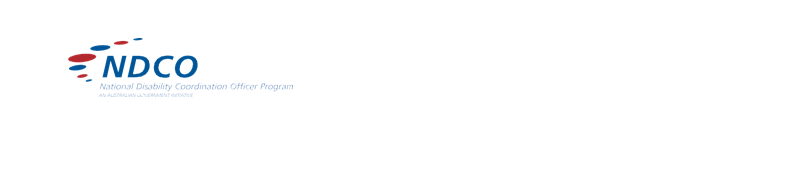 NDCO
National Disability Coordination Officer Program
AN AUSTRALIAN GOVERNMENT INITIATIVE